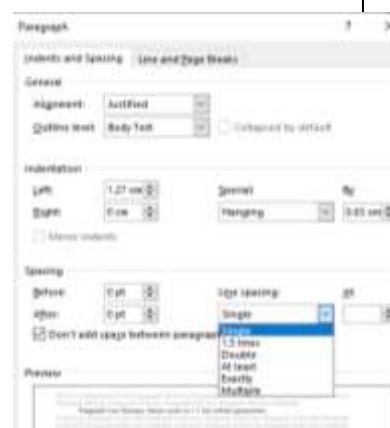 Paragraph ?
Indents and Spacing Line and Page Breaks
General
Alignment: Justified
Outline level: Body Text Collapsed by default
Indentation
Left: 1.27 cm Special: By:
Right: 0 cm Hanging 0.63 cm
Mirror indents
Spacing
Before: 0 pt Line spacing: At:
After: 0 pt Single
Don't add space between paragraph
Single
1.5 lines
Double
At least
Exactly
Multiple
Preview